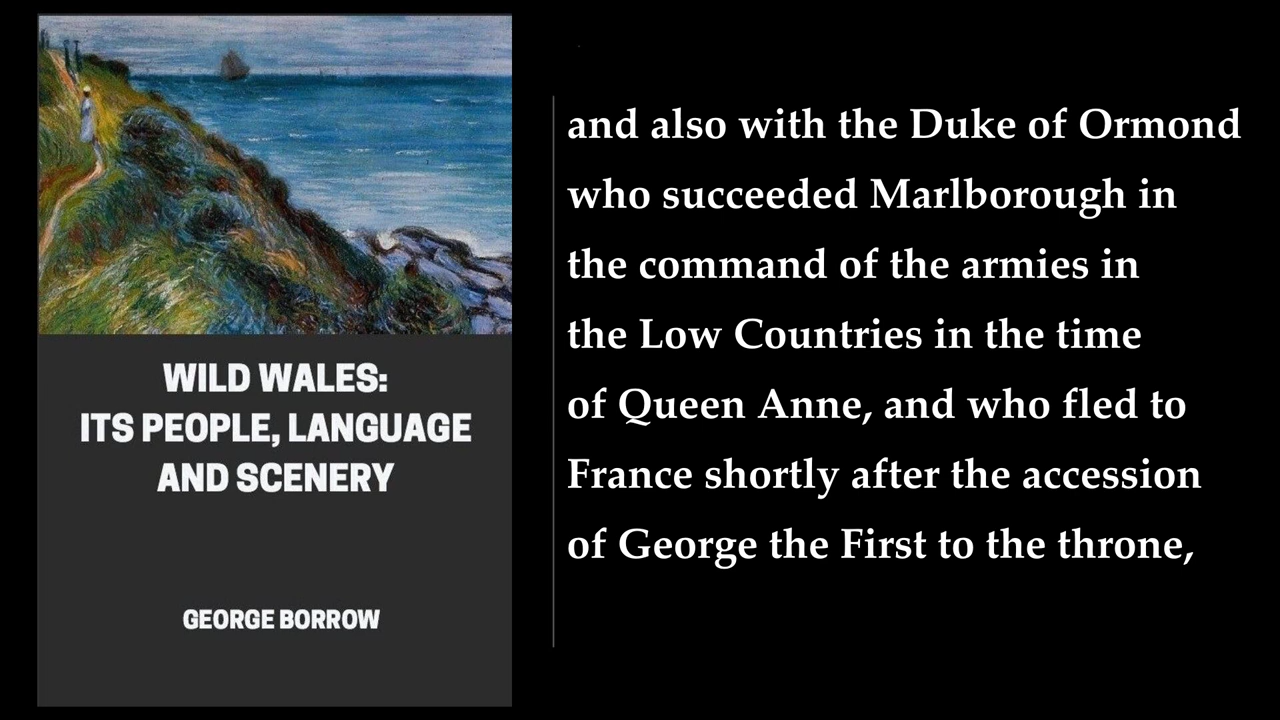 WILD WALES:
ITS PEOPLE, LANGUAGE
AND SCENERY
GEORGE BORROW
and also with the Duke of Ormond
who succeeded Marlborough in
the command of the armies in
the Low Countries in the time
of Queen Anne, and who fled to
France shortly after the accession
of George the First to the throne,